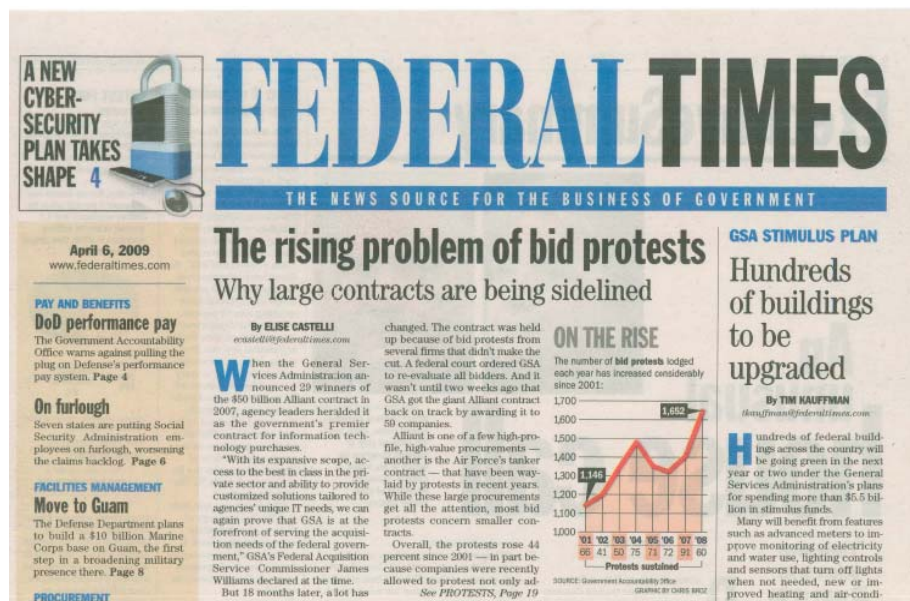 A NEW
CYBER-
SECURITY
PLAN TAKES
SHAPE 4
FEDERALTIMES
THE NEWS SOURCE FOR THE BUSINESS OF GOVERNMENT
April 6, 2009
www.federaltimes.com
PAY AND BENEFITS
DoD performance pay
The Government Accountability
Office warns against pulling the
plug on Defense's performance
pay system. Page 4
On furlough
Seven states are putting Social
Security Administration em-
ployees on furlough, worsening
the claims backlog. Page 6
FACILITIES MANAGEMENT
Move to Guam
The Defense Department plans
to build a $10 billion Marine
Corps base on Guam, the first
step in a broadening military
presence there. Page 8
PROCUREMENT
The rising problem of bid protests
Why large contracts are being sidelined
By ELISE CASTELLI
ecastelli@federaltimes.com
When the General Ser-
vices Administration an-
nounced 29 winners of
the $50 billion Alliant contract in
2007, agency leaders heralded it
as the government's premier
contract for information tech-
nology purchases.
"With its expansive scope, ac-
cess to the best in class in the pri-
vate sector and ability to provide
customized solutions tailored to
agencies' unique IT needs, we can
again prove that GSA is at the
forefront of serving the acquisi-
tion needs of the federal govern-
ment," GSA's Federal Acquisition
Service Commissioner James
Williams declared at the time.
But 18 months later, a lot has
changed. The contract was held
up because of bid protests from
several firms that didn't make the
cut. A federal court ordered GSA
to re-evaluate all bidders. And it
wasn't until two weeks ago that
GSA got the giant Alliant contract
back on track by awarding it to
59 companies.
Alliant is one of a few high-pro-
file, high-value procurements —
another is the Air Force's tanker
contract — that have been way-
laid by protests in recent years.
While these large procurements
get all the attention, most bid
protests concern smaller con-
tracts.
Overall, the protests rose 44
percent since 2001 — in part be-
cause companies were recently
allowed to protest not only ad-
See PROTESTS, Page 19
ON THE RISE
The number of bid protests lodged
each year has increased considerably
since 2001:
1,700
1,600
1,500
1,400
1,300
1,200
1,100
1,000
1,146
1,652
'01 '02 '03 '04 '05 '06 '07 '08
66 41 50 75 71 72 91 60
Protests sustained
SOURCE: Government Accountability Office
GRAPHIC BY CHRIS BROZ
GSA STIMULUS PLAN
Hundreds
of buildings
to be
upgraded
By TIM KAUFFMAN
tkauffman@federaltimes.com
Hundreds of federal build-
ings across the country will
be going green in the next
year or two under the General
Services Administration's plans
for spending more than $5.5 bil-
lion in stimulus funds.
Many will benefit from features
such as advanced meters to im-
prove monitoring of electricity
and water use, lighting controls
and sensors that turn off lights
when not needed, new or im-
proved heating and air-condi-